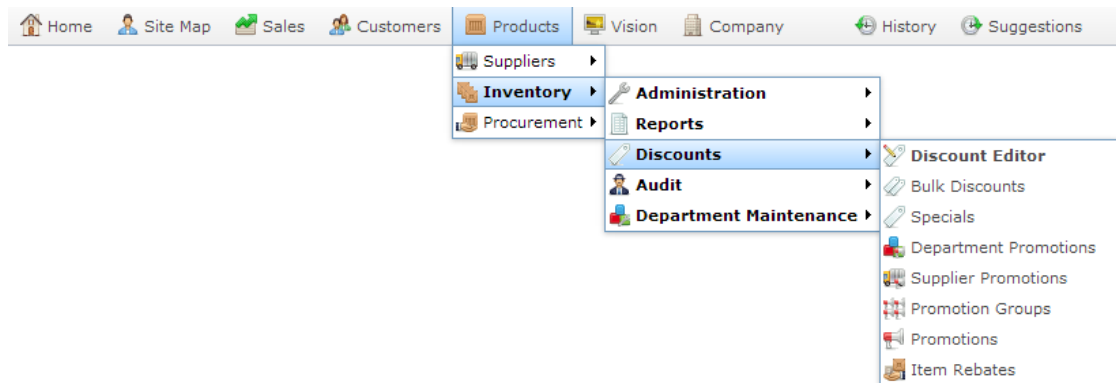 Home Site Map Sales Customers Products Vision Company History Suggestions
Suppliers
Inventory
Procurement
Administration
Reports
Discounts
Audit
Department Maintenance
Discount Editor
Bulk Discounts
Specials
Department Promotions
Supplier Promotions
Promotion Groups
Promotions
Item Rebates